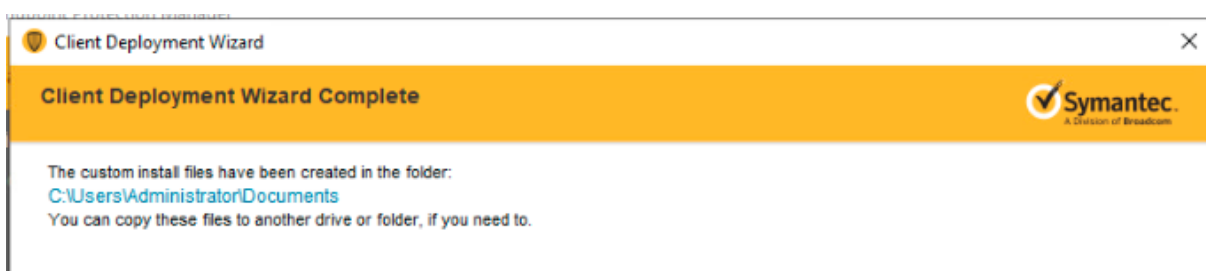 Client Deployment Wizard
Client Deployment Wizard Complete
Symantec.
A Division of Broadcom
The custom install files have been created in the folder:
C:\Users\Administrator\Documents
You can copy these files to another drive or folder, if you need to.